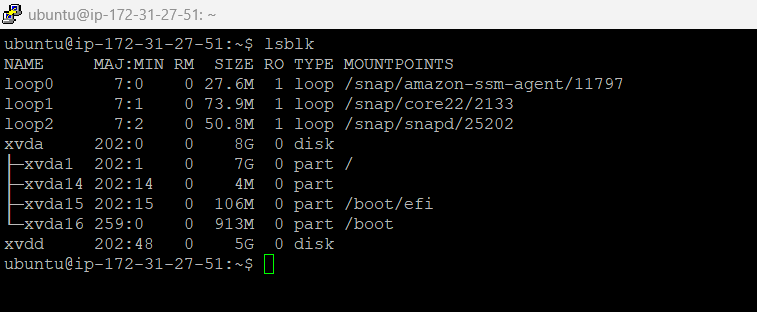 ubuntu@ip-172-31-27-51: ~
ubuntu@ip-172-31-27-51:~$ lsblk
NAME     MAJ:MIN RM  SIZE RO TYPE MOUNTPOINTS
loop0      7:0    0 27.6M  1 loop /snap/amazon-ssm-agent/11797
loop1      7:1    0 73.9M  1 loop /snap/core22/2133
loop2      7:2    0 50.8M  1 loop /snap/snapd/25202
xvda     202:0    0    8G  0 disk
├─xvda1  202:1    0    7G  0 part /
├─xvda14 202:14   0    4M  0 part
├─xvda15 202:15   0  106M  0 part /boot/efi
└─xvda16 259:0    0  913M  0 part /boot
xvdd     202:48   0    5G  0 disk
ubuntu@ip-172-31-27-51:~$